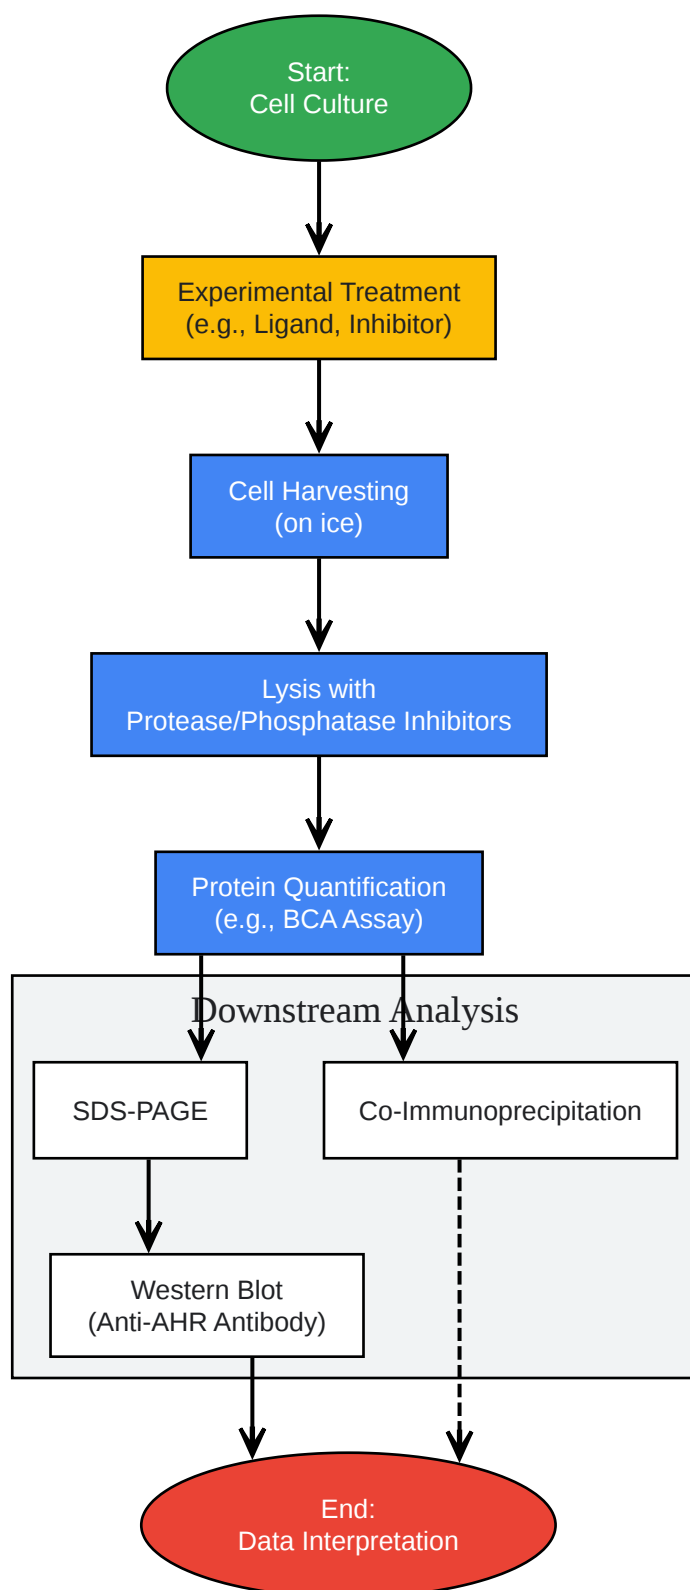 Start:
Cell Culture
Experimental Treatment
(e.g., Ligand, Inhibitor)
Cell Harvesting
(on ice)
Lysis with
Protease/Phosphatase Inhibitors
Protein Quantification
(e.g., BCA Assay)
Downstream Analysis
SDS-PAGE
Co-Immunoprecipitation
Western Blot
(Anti-AHR Antibody)
End:
Data Interpretation